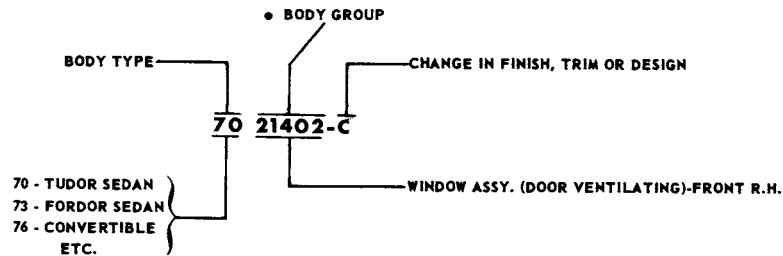 • BODY GROUP
BODY TYPE
CHANGE IN FINISH, TRIM OR DESIGN
70 21402-C
70 - TUDOR SEDAN
73 - FORDOR SEDAN
76 - CONVERTIBLE
ETC.
WINDOW ASSY. (DOOR VENTILATING)-FRONT R.H.